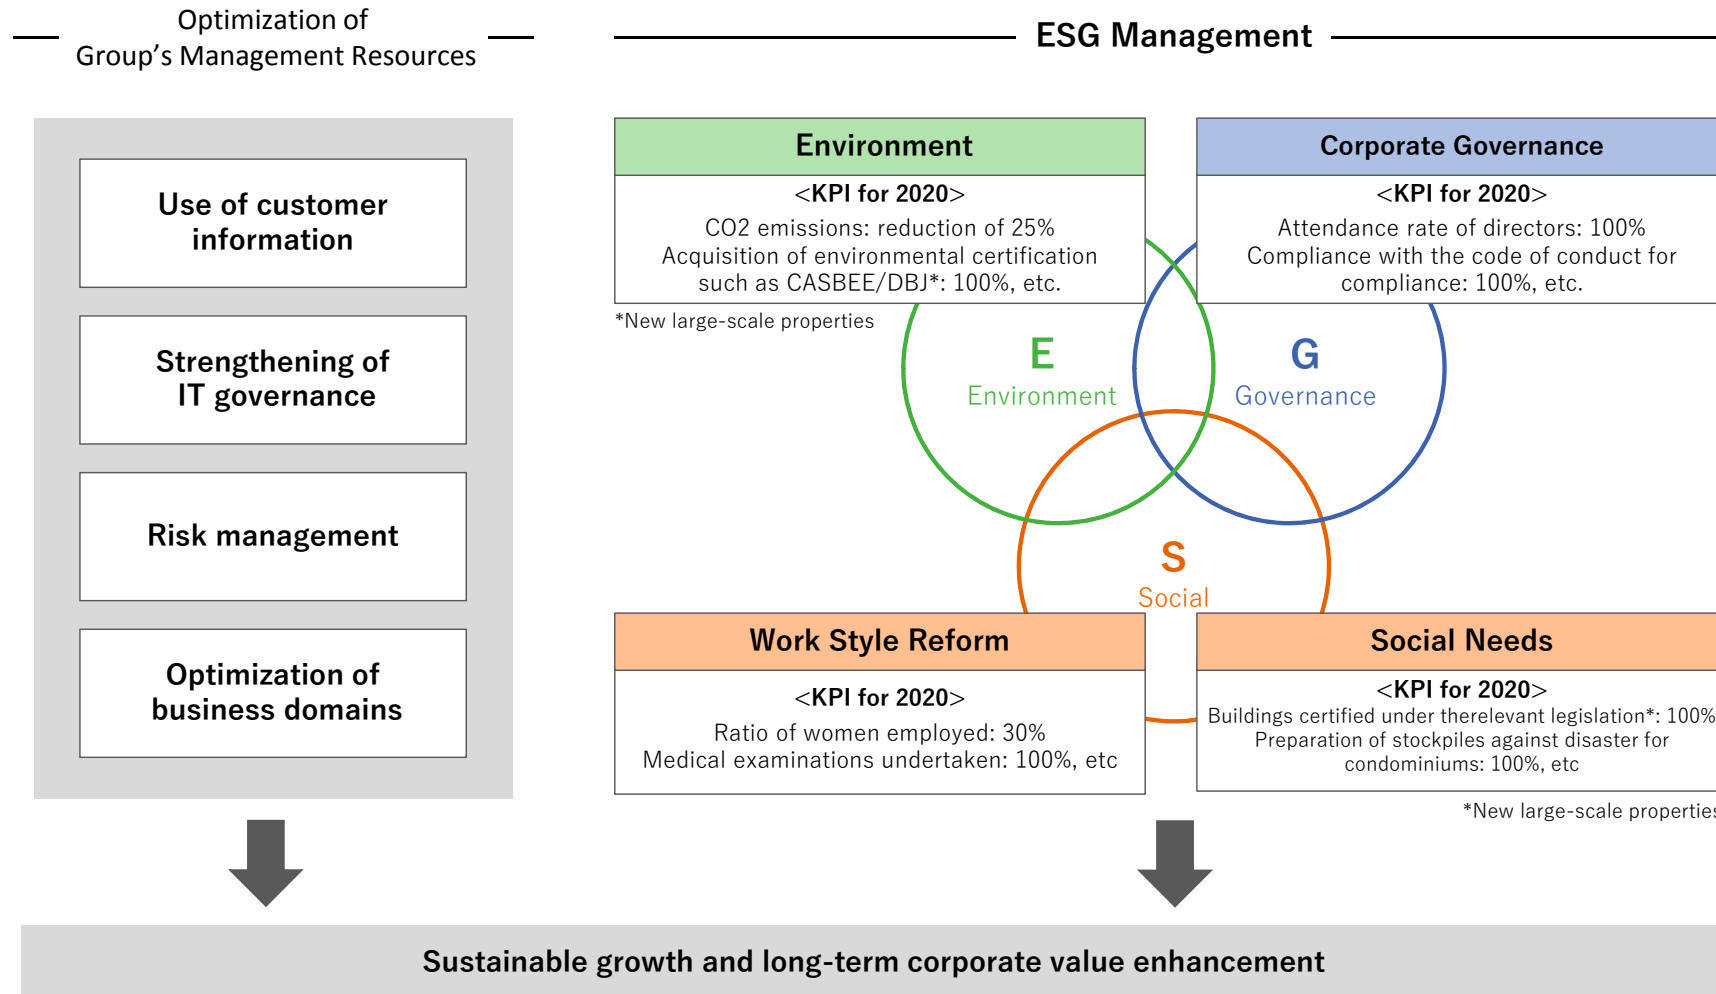 Optimization of
Group's Management Resources
Use of customer
information
Strengthening of
IT governance
Risk management
Optimization of
business domains
ESG Management
Environment
<KPI for 2020>
CO2 emissions: reduction of 25%
Acquisition of environmental certification
such as CASBEE/DBJ*: 100%, etc.
*New large-scale properties
Corporate Governance
<KPI for 2020>
Attendance rate of directors: 100%
Compliance with the code of conduct for
compliance: 100%, etc.
E
Environment
G
Governance
S
Social
Work Style Reform
<KPI for 2020>
Ratio of women employed: 30%
Medical examinations undertaken: 100%, etc
Social Needs
<KPI for 2020>
Buildings certified under therelevant legislation*: 100%
Preparation of stockpiles against disaster for
condominiums: 100%, etc
*New large-scale properties
Sustainable growth and long-term corporate value enhancement